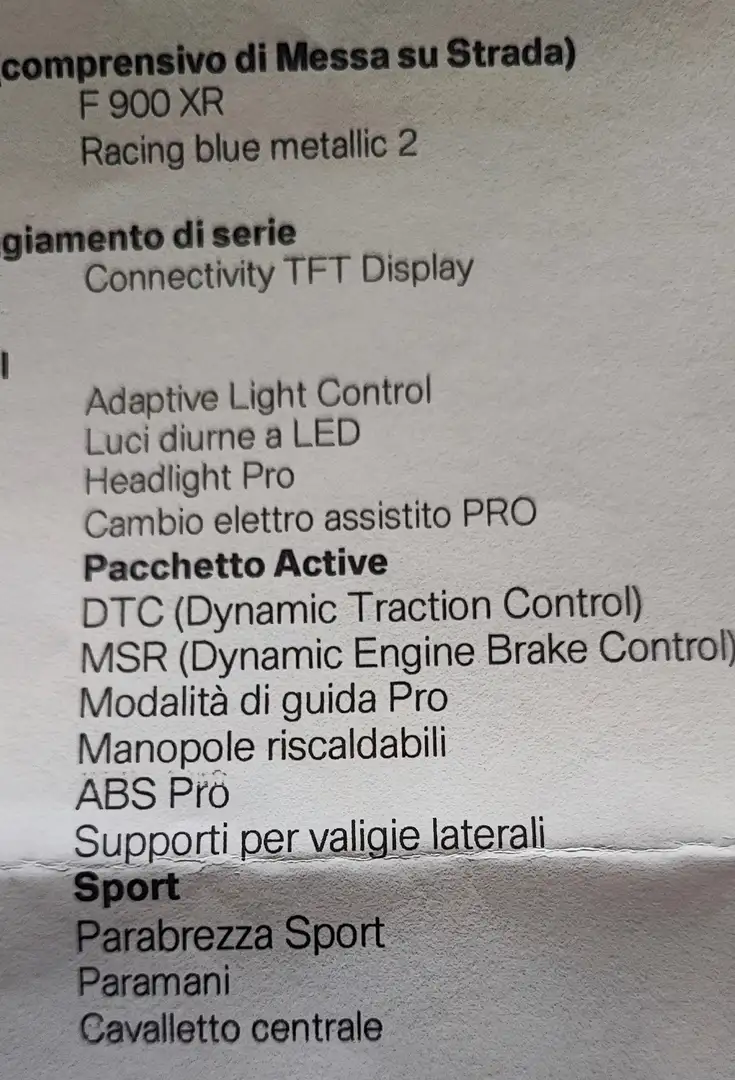 (comprensivo di Messa su Strada)
F 900 XR
Racing blue metallic 2
giamento di serie
Connectivity TFT Display
Adaptive Light Control
Luci diurne a LED
Headlight Pro
Cambio elettro assistito PRO
Pacchetto Active
DTC (Dynamic Traction Control)
MSR (Dynamic Engine Brake Control)
Modalità di guida Pro
Manopole riscaldabili
ABS Pro
Supporti per valigie laterali
Sport
Parabrezza Sport
Paramani
Cavalletto centrale